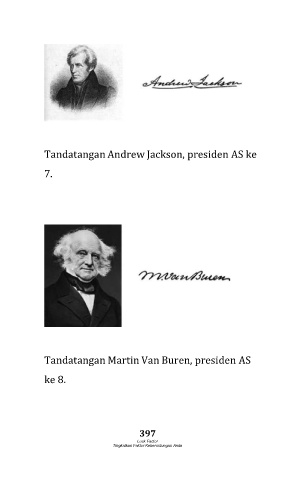 Andrew Jackson
Tandatangan Andrew Jackson, presiden AS ke
7.
M. Van Buren
Tandatangan Martin Van Buren, presiden AS
ke 8.
397
Luck Factor
Tingkatkan Faktor Keberuntungan Anda